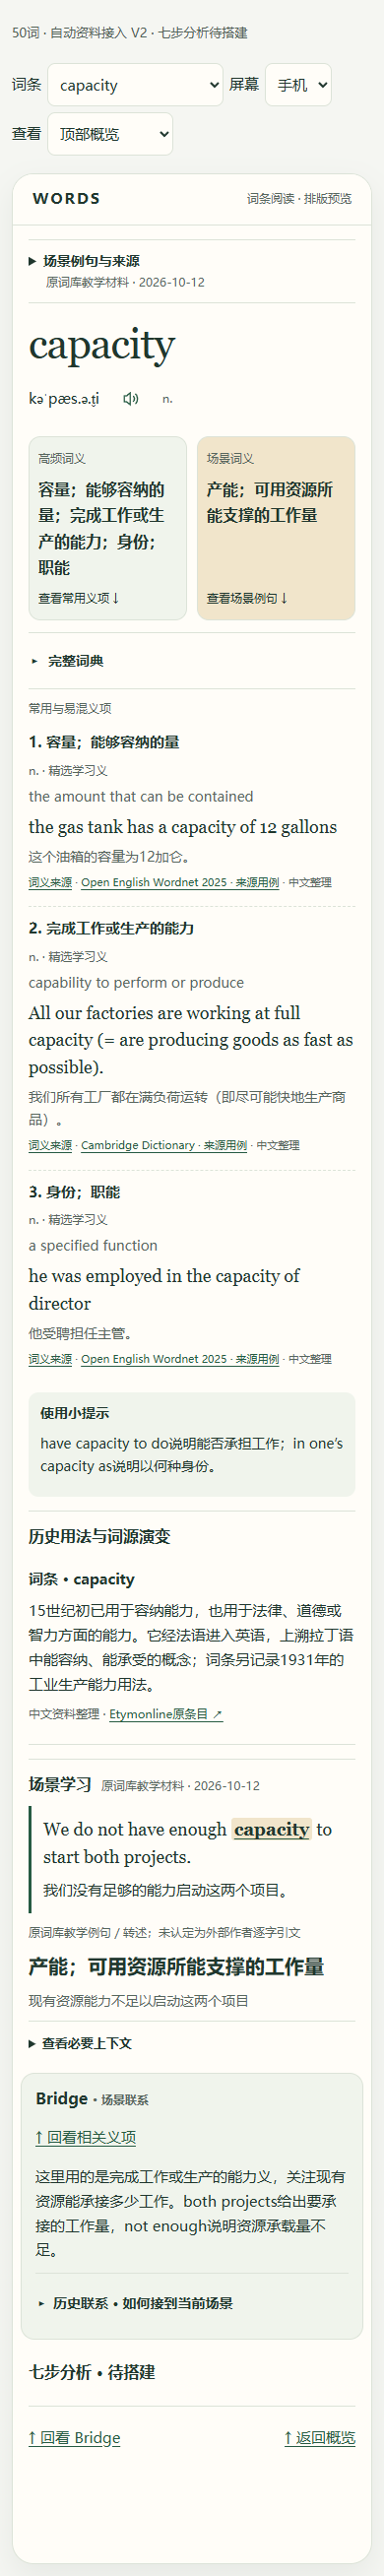 50词 · 自动资料接入 V2 · 七步分析待搭建
词条 capacity 屏幕 手机
查看 顶部概览
WORDS 词条阅读 · 排版预览
▶ 场景例句与来源
原词库教学材料 · 2026-10-12
capacity
kəˈpæs.ə.t̬i n.
高频词义
容量；能够容纳的
量；完成工作或生
产的能力；身份；
职能
查看常用义项 ↓
场景词义
产能；可用资源所
能支撑的工作量
查看场景例句 ↓
▸ 完整词典
常用与易混义项
1. 容量；能够容纳的量
n. · 精选学习义
the amount that can be contained
the gas tank has a capacity of 12 gallons
这个油箱的容量为12加仑。
词义来源 · Open English Wordnet 2025 · 来源用例 · 中文整理
2. 完成工作或生产的能力
n. · 精选学习义
capability to perform or produce
All our factories are working at full
capacity (= are producing goods as fast as
possible).
我们所有工厂都在满负荷运转（即尽可能快地生产商
品）。
词义来源 · Cambridge Dictionary · 来源用例 · 中文整理
3. 身份；职能
n. · 精选学习义
a specified function
he was employed in the capacity of
director
他受聘担任主管。
词义来源 · Open English Wordnet 2025 · 来源用例 · 中文整理
使用小提示
have capacity to do说明能否承担工作；in one’s
capacity as说明以何种身份。
历史用法与词源演变
词条 • capacity
15世纪初已用于容纳能力，也用于法律、道德或
智力方面的能力。它经法语进入英语，上溯拉丁语
中能容纳、能承受的概念；词条另记录1931年的
工业生产能力用法。
中文资料整理 · Etymonline原条目 ↗
场景学习 原词库教学材料 · 2026-10-12
We do not have enough capacity to
start both projects.
我们没有足够的能力启动这两个项目。
原词库教学例句 / 转述；未认定为外部作者逐字引文
产能；可用资源所能支撑的工作量
现有资源能力不足以启动这两个项目
▶ 查看必要上下文
Bridge • 场景联系
↑ 回看相关义项
这里用的是完成工作或生产的能力义，关注现有
资源能承接多少工作。both projects给出要承
接的工作量，not enough说明资源承载量不
足。
▸ 历史联系 • 如何接到当前场景
七步分析 • 待搭建
↑ 回看 Bridge ↑ 返回概览